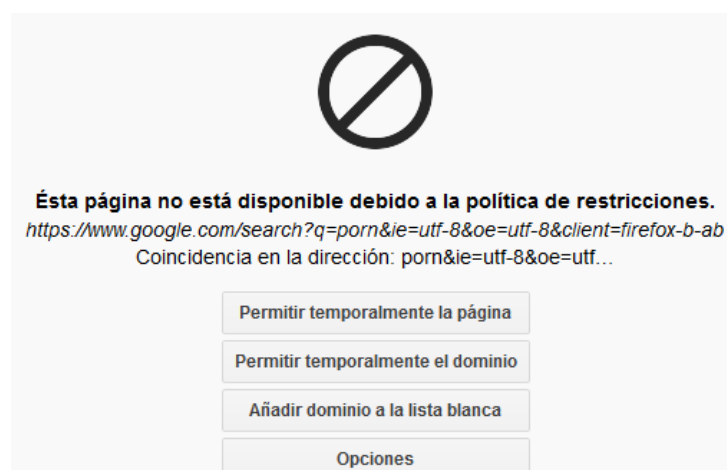 Ésta página no está disponible debido a la política de restricciones.
https://www.google.com/search?q=porn&ie=utf-8&oe=utf-8&client=firefox-b-ab
Coincidencia en la dirección: porn&ie=utf-8&oe=utf…
Permitir temporalmente la página
Permitir temporalmente el dominio
Añadir dominio a la lista blanca
Opciones